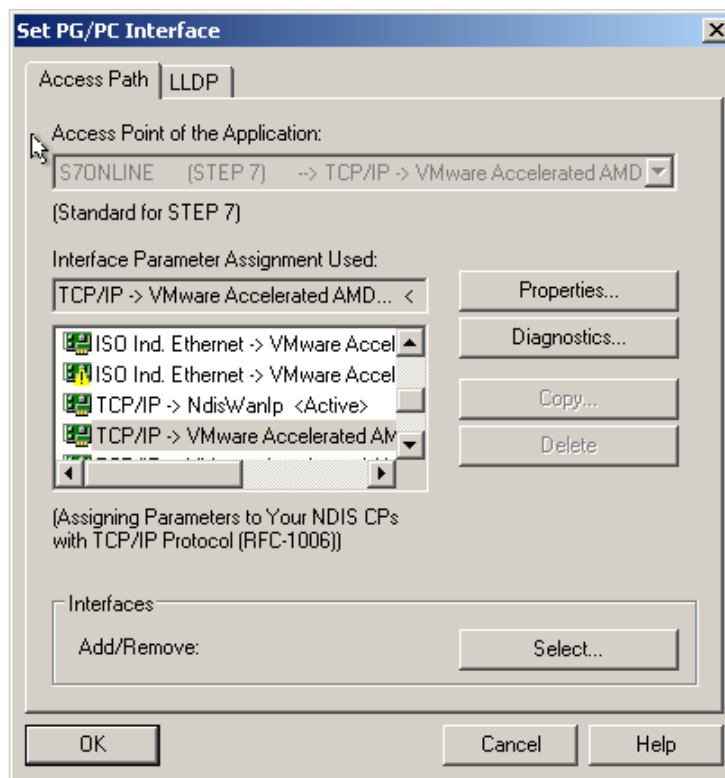 Set PG/PC Interface
Access Path
LLDP
Access Point of the Application:
S7ONLINE (STEP 7) --> TCP/IP -> VMware Accelerated AMD
(Standard for STEP 7)
Interface Parameter Assignment Used:
TCP/IP -> VMware Accelerated AMD... <
Properties...
Diagnostics...
ISO Ind. Ethernet -> VMware Accel
ISO Ind. Ethernet -> VMware Accel
TCP/IP -> NdisWanIp <Active>
TCP/IP -> VMware Accelerated AM
Copy...
Delete
(Assigning Parameters to Your NDIS CPs
with TCP/IP Protocol (RFC-1006))
Interfaces
Add/Remove:
Select...
OK
Cancel
Help